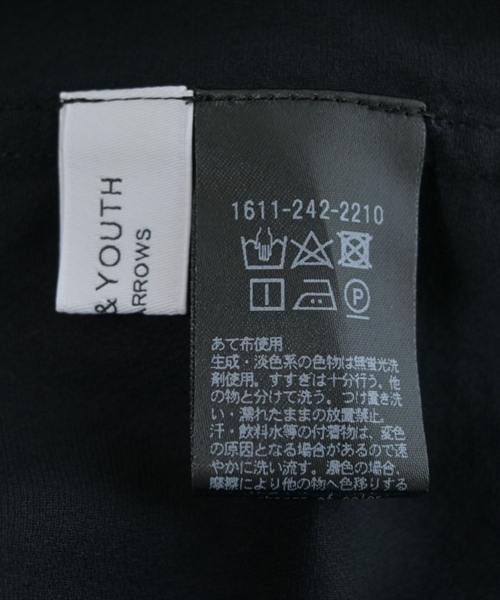 & YOUTH
ARROWS
1611-242-2210
P
あて布使用
生成・淡色系の色物は無蛍光洗
剤使用。すすぎは十分行う。他
の物と分けて洗う。つけ置き洗
い・濡れたままの放置禁止。
汗・飲料水等の付着物は、変色
の原因となる場合があるので速
やかに洗い流す。濃色の場合、
摩擦により他の物へ色移りする